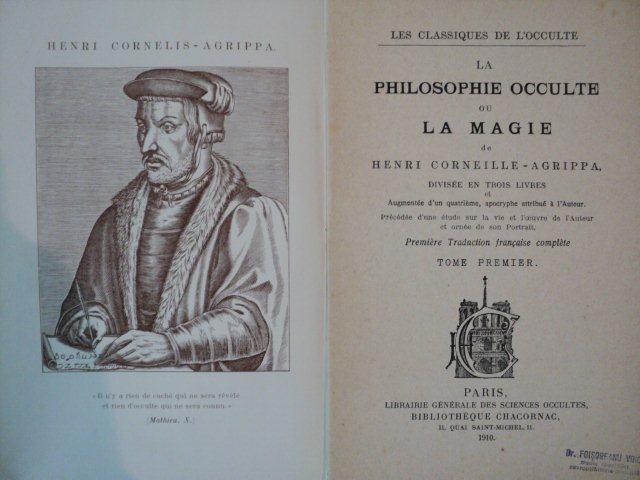 HENRI CORNELIS-AGRIPPA.
« Il n'y a rien de caché qui ne sera révélé
et rien d'occulte qui ne sera connu. »
(Mathieu, X.)
LES CLASSIQUES DE L'OCCULTE
LA
PHILOSOPHIE OCCULTE
OU
LA MAGIE
de
HENRI CORNEILLE-AGRIPPA,
DIVISÉE EN TROIS LIVRES
et
Augmentée d'un quatrième, apocryphe attribué à l'Auteur.
Précédée d'une étude sur la vie et l'œuvre de l'Auteur
et ornée de son Portrait,
Première Traduction française complète
TOME PREMIER.
PARIS,
LIBRAIRIE GÉNÉRALE DES SCIENCES OCCULTES,
BIBLIOTHÈQUE CHACORNAC,
11, QUAI SAINT-MICHEL, 11.
1910.
Dr. FOISOREANU